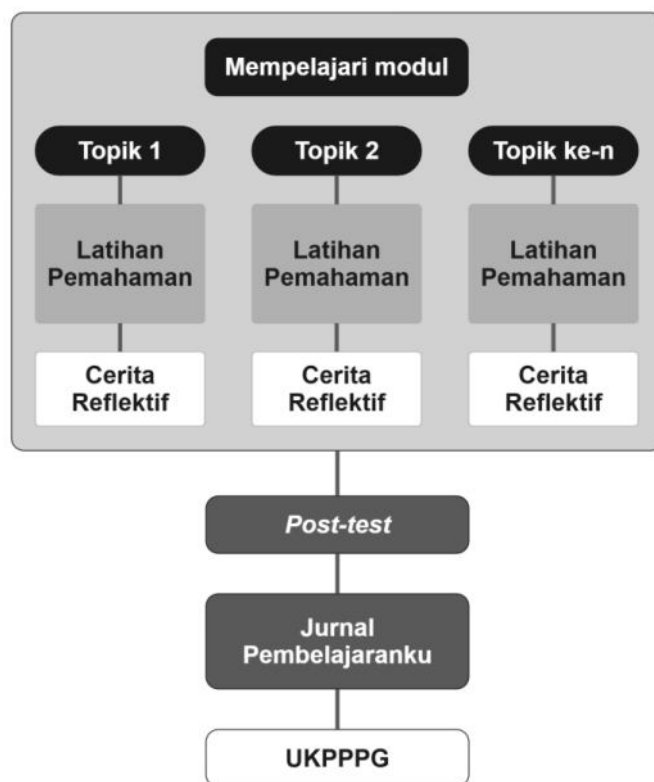 Mempelajari modul
Topik 1
Topik 2
Topik ke-n
Latihan
Pemahaman
Latihan
Pemahaman
Latihan
Pemahaman
Cerita
Reflektif
Cerita
Reflektif
Cerita
Reflektif
Post-test
Jurnal
Pembelajaranku
UKPPPG